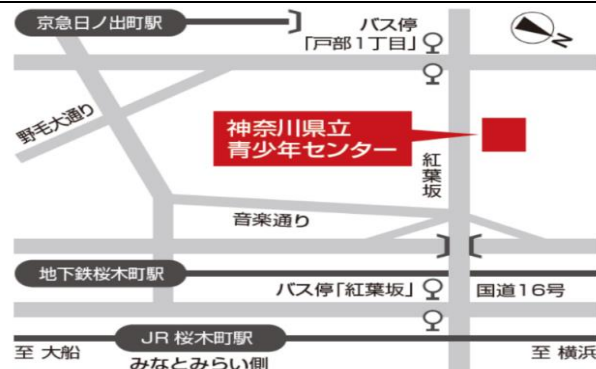 京急日ノ出町駅
バス停
「戸部1丁目」
N
野毛大通り
神奈川県立
青少年センター
紅葉坂
音楽通り
地下鉄桜木町駅
バス停「紅葉坂」
国道16号
JR 桜木町駅
至 大船
みなとみらい側
至 横浜